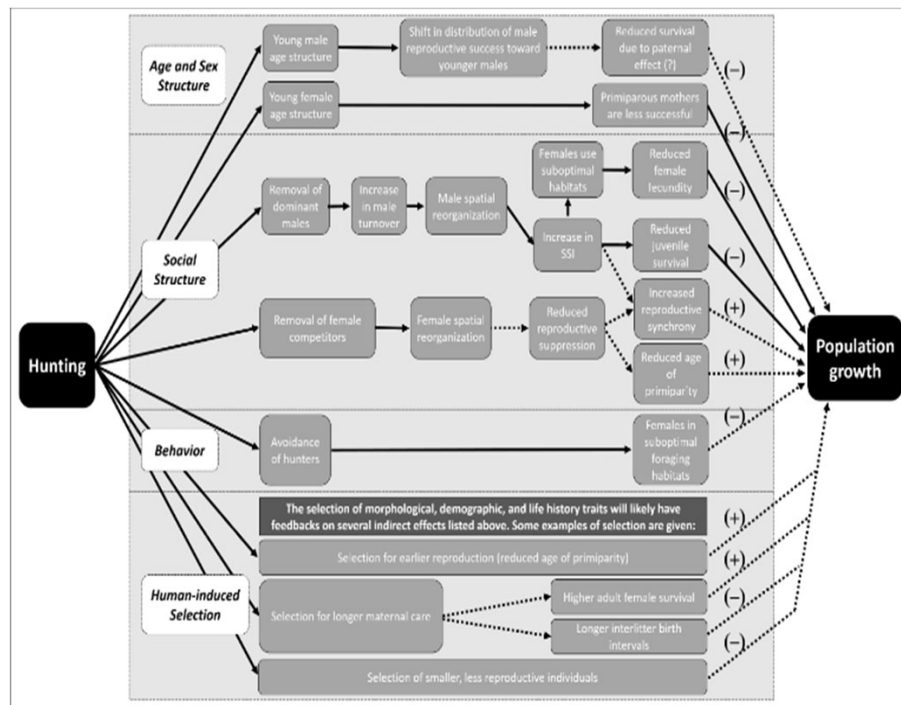 Age and Sex
Structure
Young male
age structure
Shift in distribution of male
reproductive success toward
younger males
Reduced survival
due to paternal
effect (?)
(−)
Young female
age structure
Primiparous mothers
are less successful
(−)
Social
Structure
Removal of
dominant
males
Increase
in male
turnover
Male spatial
reorganization
Females use
suboptimal
habitats
Reduced
female
fecundity
(−)
Increase in
SSI
Reduced
juvenile
survival
(−)
Removal of female
competitors
Female spatial
reorganization
Reduced
reproductive
suppression
Increased
reproductive
synchrony
(+)
Reduced age
of
primiparity
(+)
Hunting
Population
growth
Behavior
Avoidance
of hunters
Females in
suboptimal
foraging
habitats
(−)
Human-induced
Selection
The selection of morphological, demographic, and life history traits will likely have
feedbacks on several indirect effects listed above. Some examples of selection are given:
(+)
Selection for earlier reproduction (reduced age of primiparity)
(+)
Selection for longer maternal care
Higher adult female survival
(−)
Longer interlitter birth
intervals
(−)
Selection of smaller, less reproductive individuals